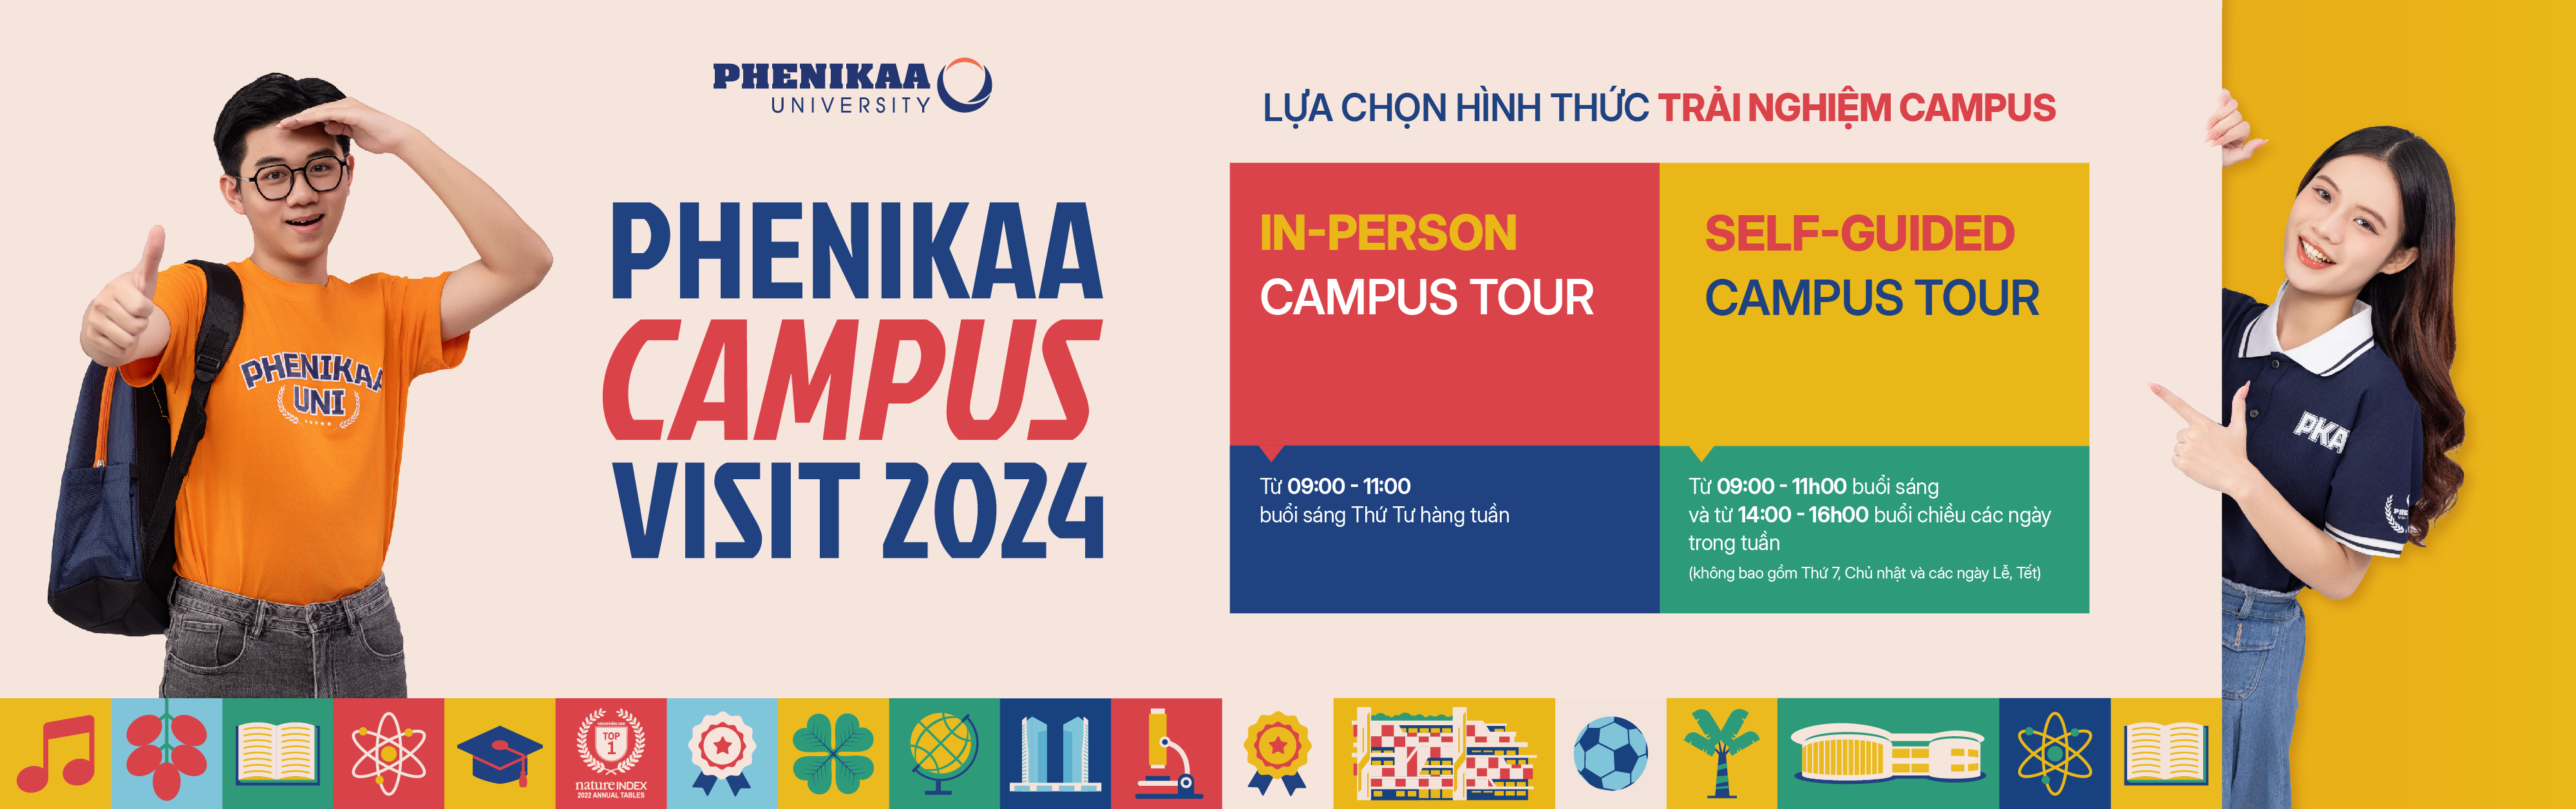 PHENIKAA
UNIVERSITY
PHENIKAA
CAMPUS
VISIT 2024
PHENIKAA
UNI
LỰA CHỌN HÌNH THỨC TRẢI NGHIỆM CAMPUS
IN-PERSON
CAMPUS TOUR
Từ 09:00 - 11:00
buổi sáng Thứ Tư hàng tuần
SELF-GUIDED
CAMPUS TOUR
Từ 09:00 - 11h00 buổi sáng
và từ 14:00 - 16h00 buổi chiều các ngày
trong tuần
(không bao gồm Thứ 7, Chủ nhật và các ngày Lễ, Tết)
PKA
natureindex.com
TOP
1
nature INDEX
2022 ANNUAL TABLES